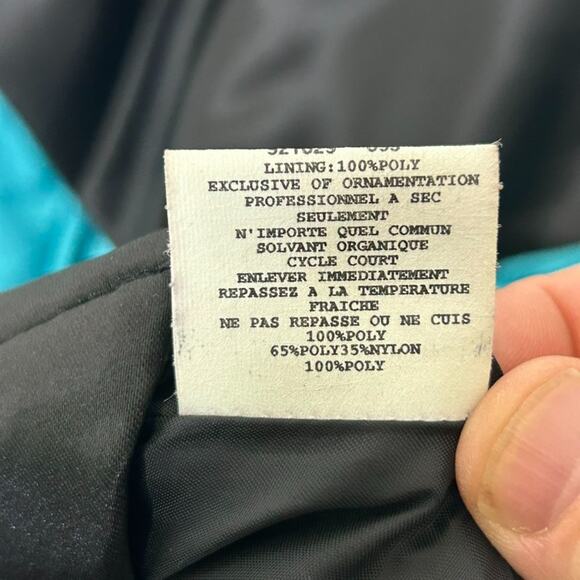 LINING:100%POLY
EXCLUSIVE OF ORNAMENTATION
PROFESSIONNEL A SEC
SEULEMENT
N'IMPORTE QUEL COMMUN
SOLVANT ORGANIQUE
CYCLE COURT
ENLEVER IMMEDIATEMENT
REPASSEZ A LA TEMPERATURE
FRAICHE
NE PAS REPASSE OU NE CUIS
100%POLY
65%POLY35%NYLON
100%POLY